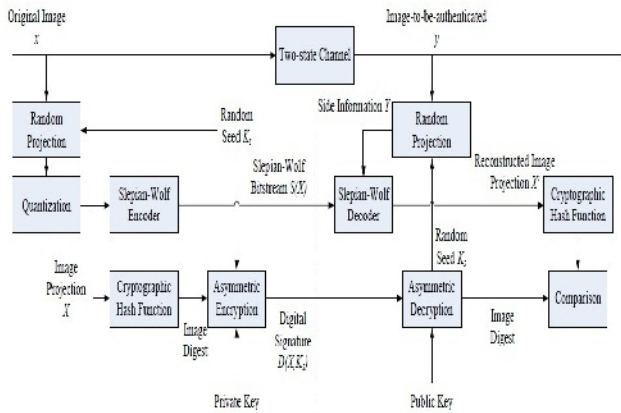 Original Image
x
Image-to-be-authenticated
y
Two-state Channel
Side Information Y
Random
Projection
Random
Seed Ks
Random
Projection
Slepian-Wolf
Bitstream S(X)
Reconstructed Image
Projection X'
Quantization
Slepian-Wolf
Encoder
Slepian-Wolf
Decoder
Cryptographic
Hash Function
Random
Seed Ks
Image
Projection
X
Cryptographic
Hash Function
Asymmetric
Encryption
Asymmetric
Decryption
Comparison
Image
Digest
Digital
Signature
D(X,Ks)
Image
Digest
Private Key
Public Key